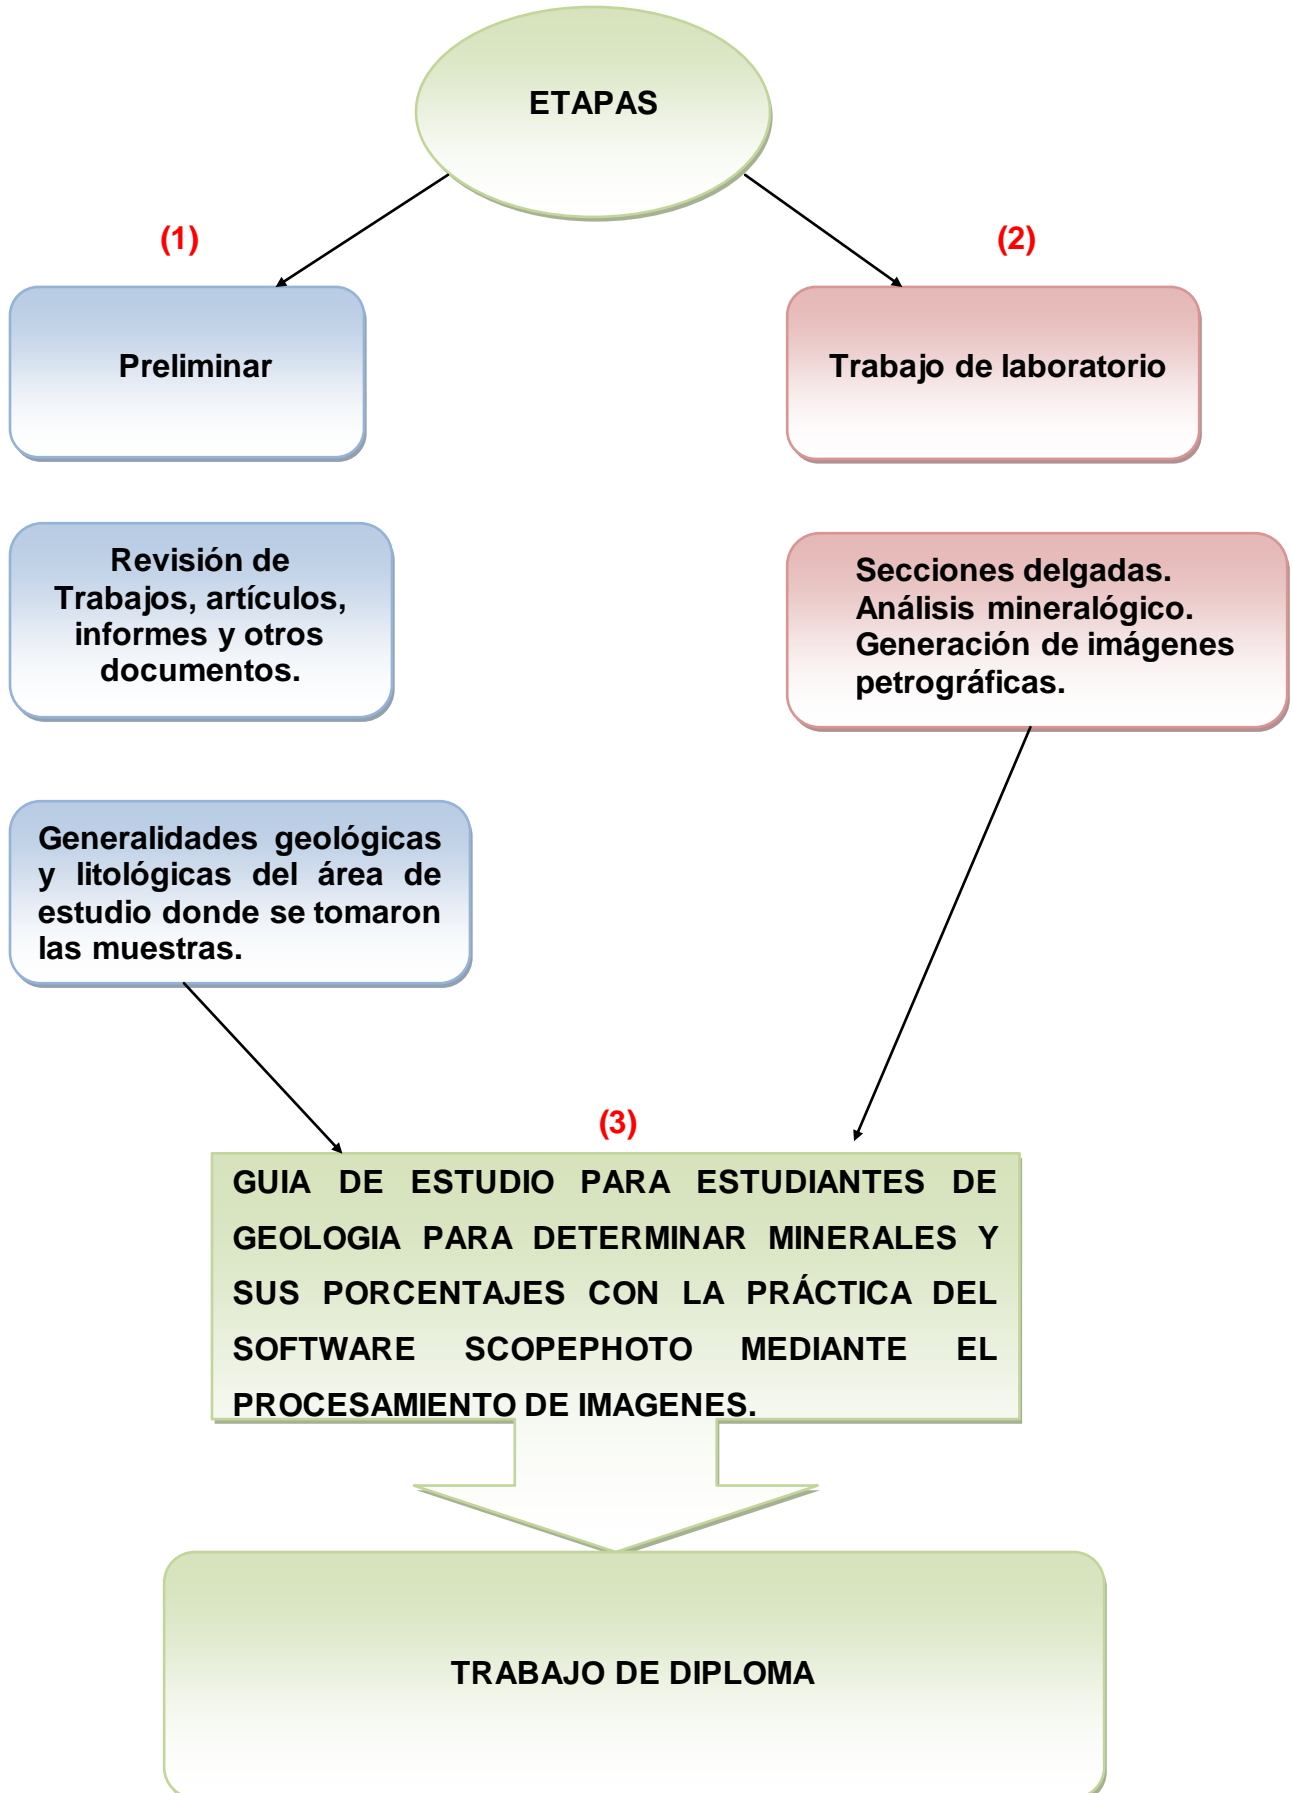 ETAPAS
(1)
(2)
Preliminar
Trabajo de laboratorio
Revisión de
Trabajos, artículos,
informes y otros
documentos.
Secciones delgadas.
Análisis mineralógico.
Generación de imágenes
petrográficas.
Generalidades geológicas
y litológicas del área de
estudio donde se tomaron
las muestras.
(3)
GUIA DE ESTUDIO PARA ESTUDIANTES DE
GEOLOGIA PARA DETERMINAR MINERALES Y
SUS PORCENTAJES CON LA PRÁCTICA DEL
SOFTWARE SCOPEPHOTO MEDIANTE EL
PROCESAMIENTO DE IMAGENES.
TRABAJO DE DIPLOMA